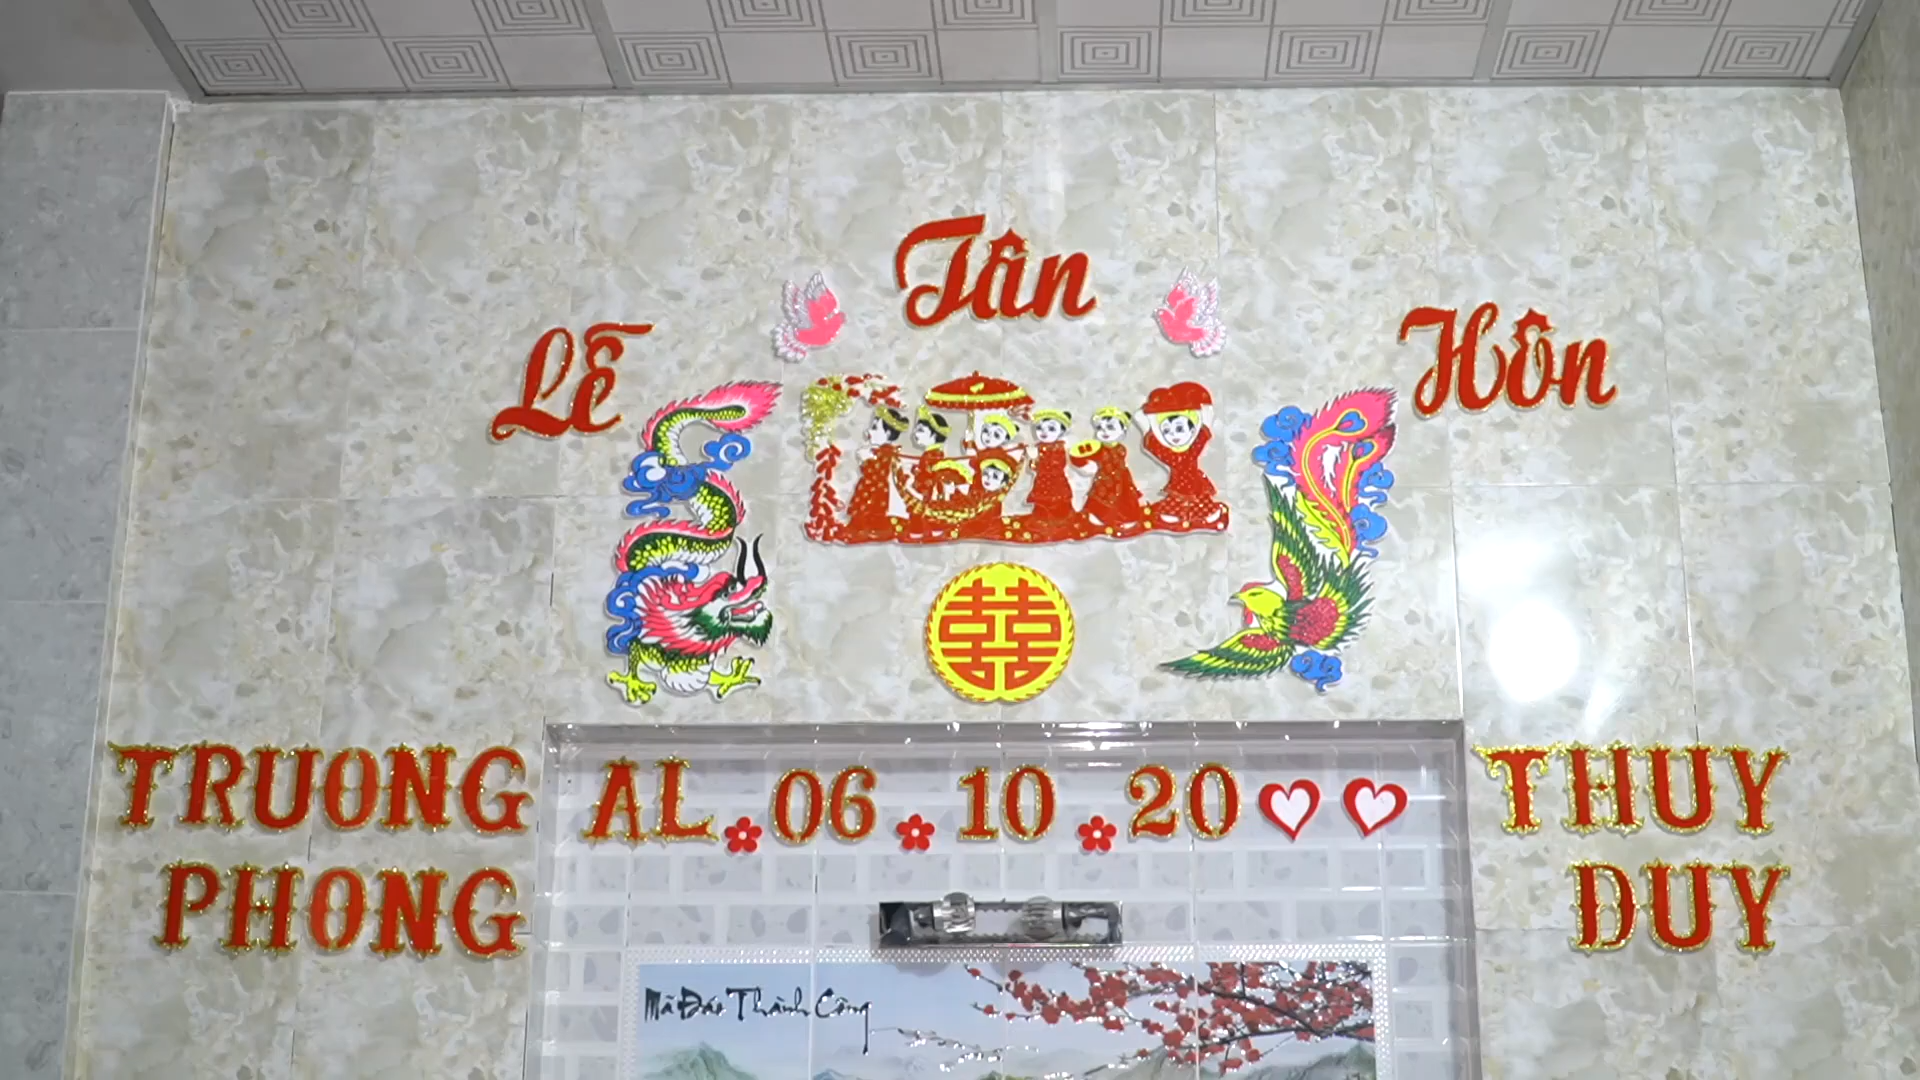 Lễ Tân Hôn
囍
TRUONG PHONG
AL.06.10.20
THUY DUY
Mã Đáo Thành Công